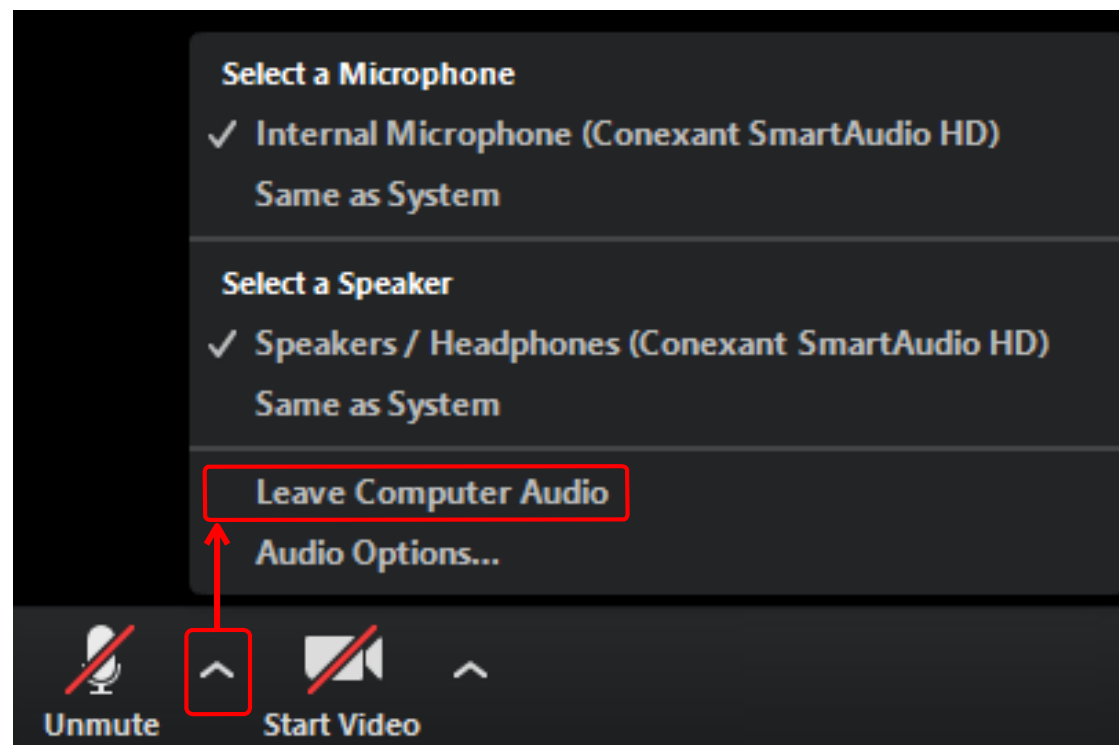 Select a Microphone
Internal Microphone (Conexant SmartAudio HD)
Same as System
Select a Speaker
Speakers / Headphones (Conexant SmartAudio HD)
Same as System
Leave Computer Audio
Audio Options...
Unmute
Start Video